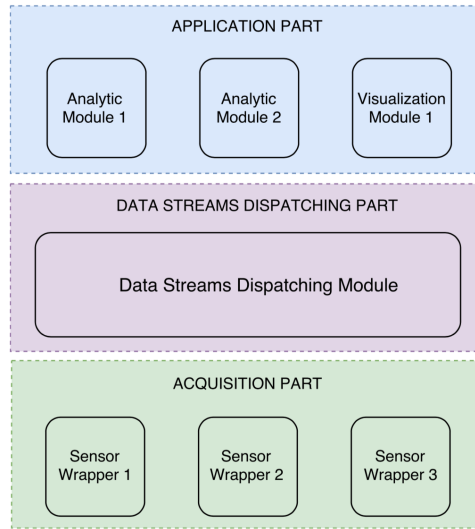 APPLICATION PART
Analytic
Module 1
Analytic
Module 2
Visualization
Module 1
DATA STREAMS DISPATCHING PART
Data Streams Dispatching Module
ACQUISITION PART
Sensor
Wrapper 1
Sensor
Wrapper 2
Sensor
Wrapper 3